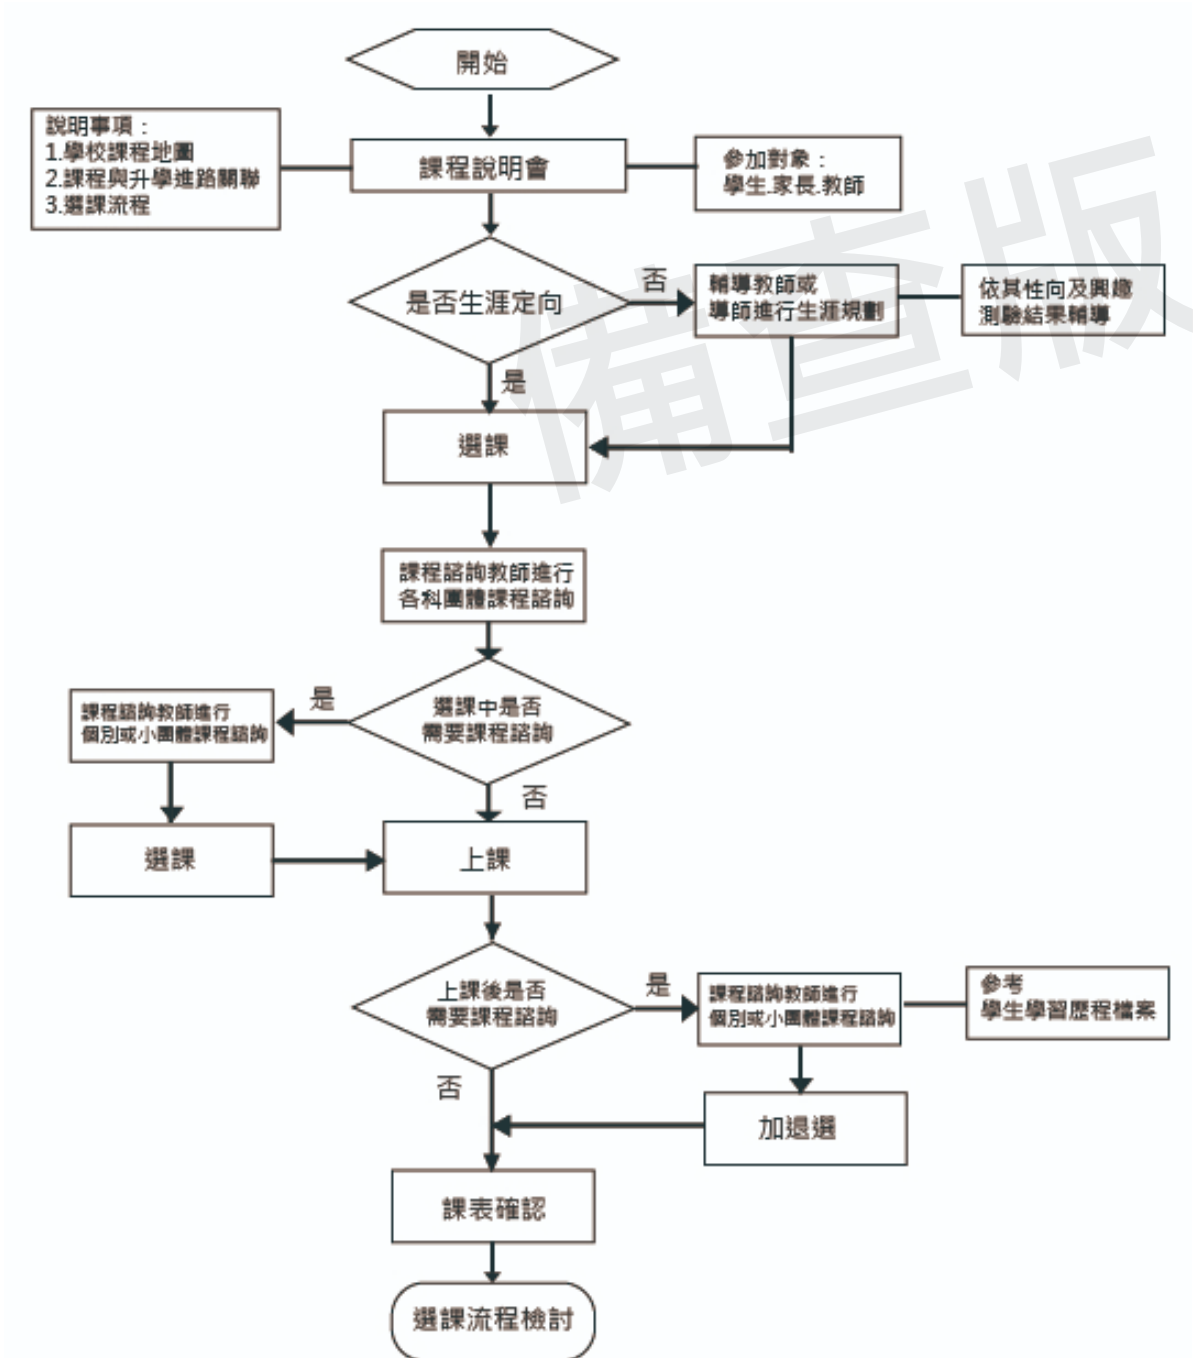 開始
說明事項：
1.學校課程地圖
2.課程與升學進路關聯
3.選課流程
課程說明會
參加對象：
學生.家長.教師
是否生涯定向
否
輔導教師或
導師進行生涯規劃
依其性向及興趣
測驗結果輔導
是
選課
課程諮詢教師進行
各科團體課程諮詢
選課中是否
需要課程諮詢
是
課程諮詢教師進行
個別或小團體課程諮詢
否
選課
上課
上課後是否
需要課程諮詢
是
課程諮詢教師進行
個別或小團體課程諮詢
參考
學生學習歷程檔案
否
加退選
課表確認
選課流程檢討
備查版